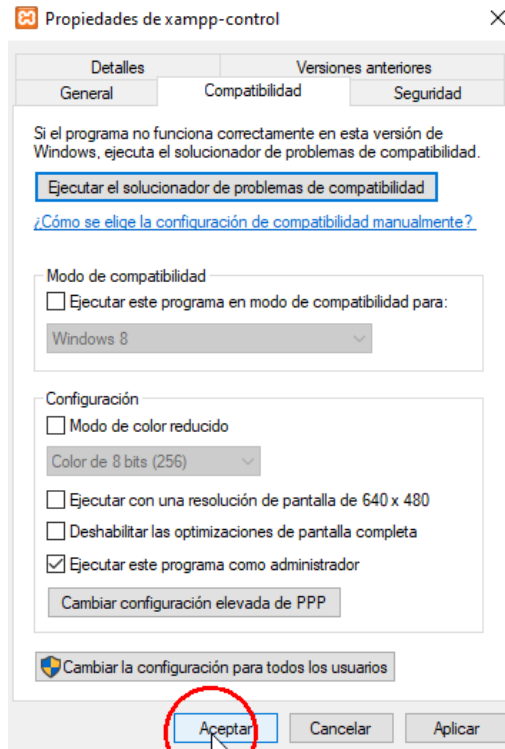 Propiedades de xampp-control
Detalles
Versiones anteriores
General
Compatibilidad
Seguridad
Si el programa no funciona correctamente en esta versión de
Windows, ejecuta el solucionador de problemas de compatibilidad.
Ejecutar el solucionador de problemas de compatibilidad
¿Cómo se elige la configuración de compatibilidad manualmente?
Modo de compatibilidad
Ejecutar este programa en modo de compatibilidad para:
Windows 8
Configuración
Modo de color reducido
Color de 8 bits (256)
Ejecutar con una resolución de pantalla de 640 x 480
Deshabilitar las optimizaciones de pantalla completa
Ejecutar este programa como administrador
Cambiar configuración elevada de PPP
Cambiar la configuración para todos los usuarios
Aceptar
Cancelar
Aplicar